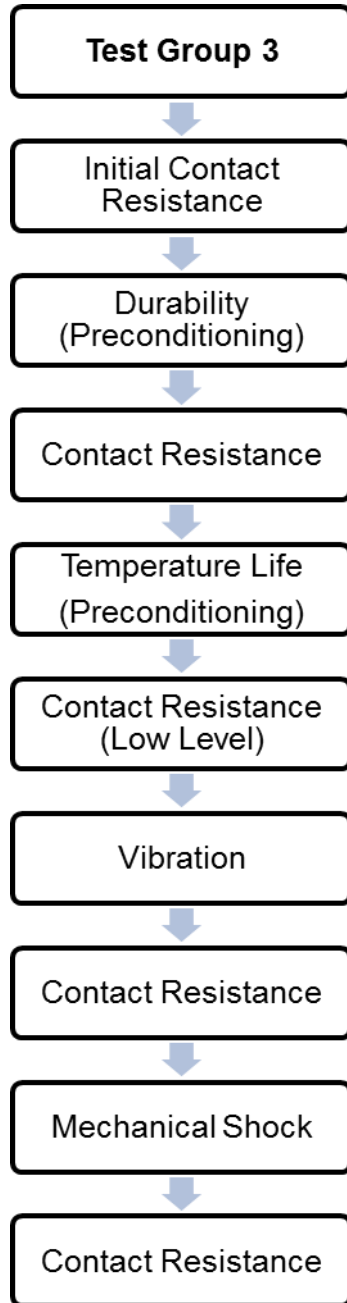 Test Group 3
Initial Contact
Resistance
Durability
(Preconditioning)
Contact Resistance
Temperature Life
(Preconditioning)
Contact Resistance
(Low Level)
Vibration
Contact Resistance
Mechanical Shock
Contact Resistance